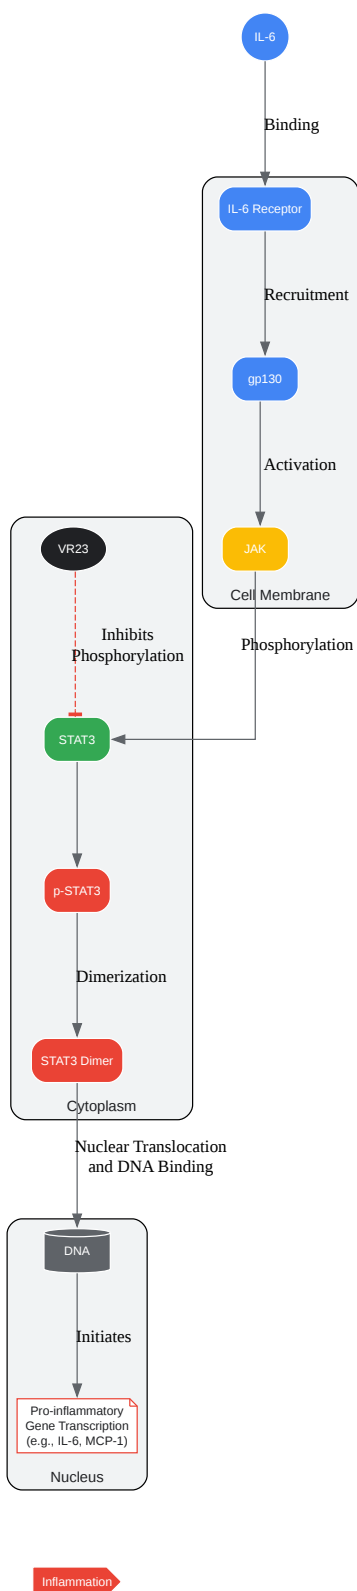 IL-6
Binding
IL-6 Receptor
Recruitment
gp130
Activation
JAK
Cell Membrane
Phosphorylation
VR23
Inhibits
Phosphorylation
STAT3
p-STAT3
Dimerization
STAT3 Dimer
Cytoplasm
Nuclear Translocation
and DNA Binding
DNA
Initiates
Pro-inflammatory
Gene Transcription
(e.g., IL-6, MCP-1)
Nucleus
Inflammation